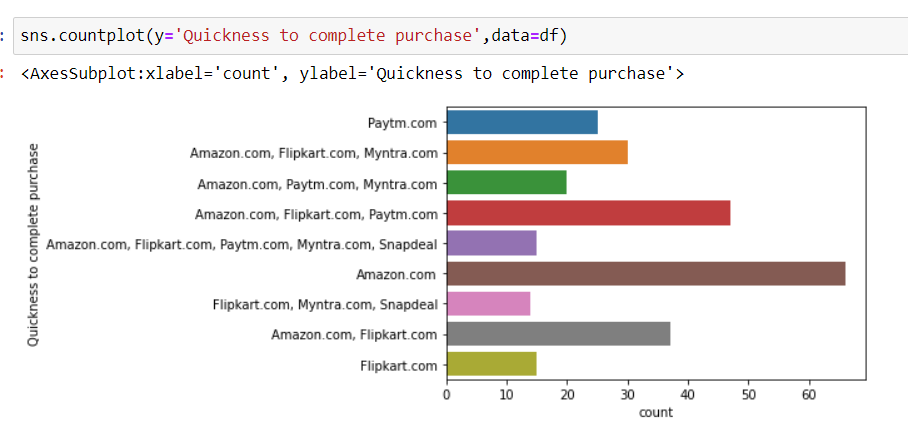 : sns.countplot(y='Quickness to complete purchase',data=df)
: <AxesSubplot:xlabel='count', ylabel='Quickness to complete purchase'>
Quickness to complete purchase
Paytm.com
Amazon.com, Flipkart.com, Myntra.com
Amazon.com, Paytm.com, Myntra.com
Amazon.com, Flipkart.com, Paytm.com
Amazon.com, Flipkart.com, Paytm.com, Myntra.com, Snapdeal
Amazon.com
Flipkart.com, Myntra.com, Snapdeal
Amazon.com, Flipkart.com
Flipkart.com
0 10 20 30 40 50 60
count